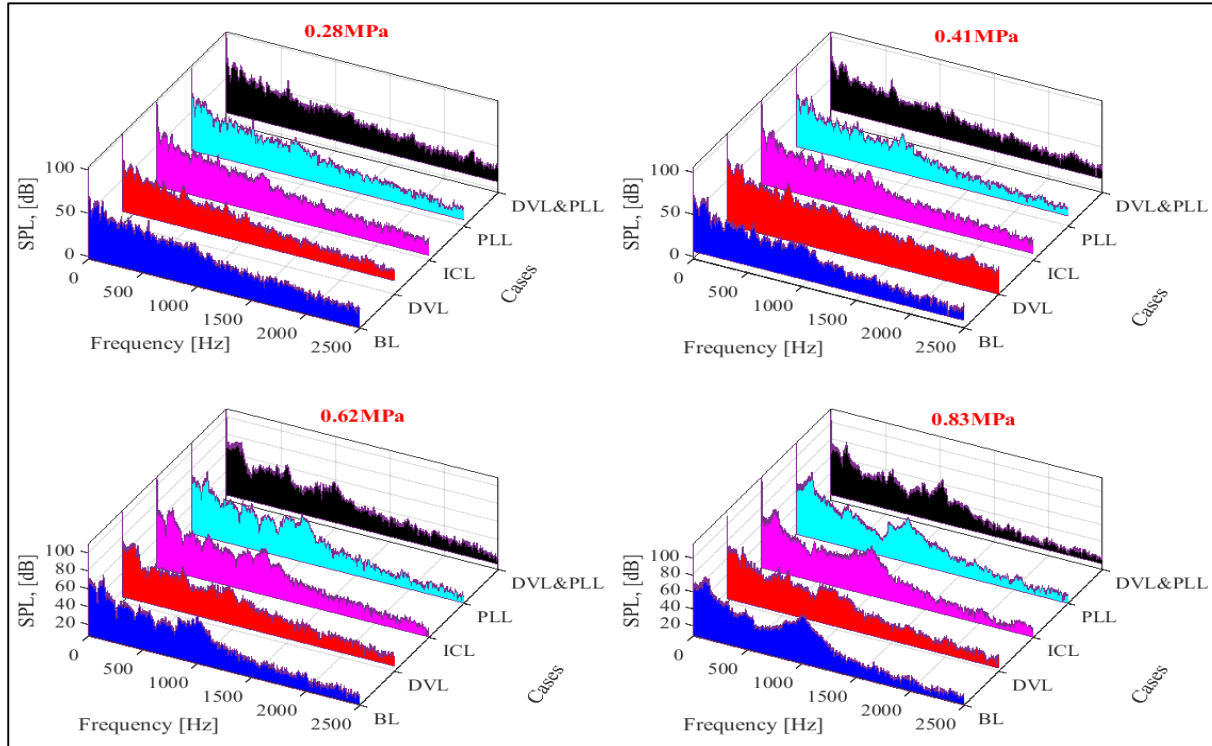 0.28MPa
100
50
0
SPL, [dB]
0
500
1000
1500
2000
2500
Frequency [Hz]
BL
DVL
ICL
PLL
DVL&PLL
Cases
0.41MPa
100
50
0
SPL, [dB]
0
500
1000
1500
2000
2500
Frequency [Hz]
BL
DVL
ICL
PLL
DVL&PLL
Cases
0.62MPa
100
80
60
40
20
SPL, [dB]
0
500
1000
1500
2000
2500
Frequency [Hz]
BL
DVL
ICL
PLL
DVL&PLL
Cases
0.83MPa
100
80
60
40
20
SPL, [dB]
0
500
1000
1500
2000
2500
Frequency [Hz]
BL
DVL
ICL
PLL
DVL&PLL
Cases